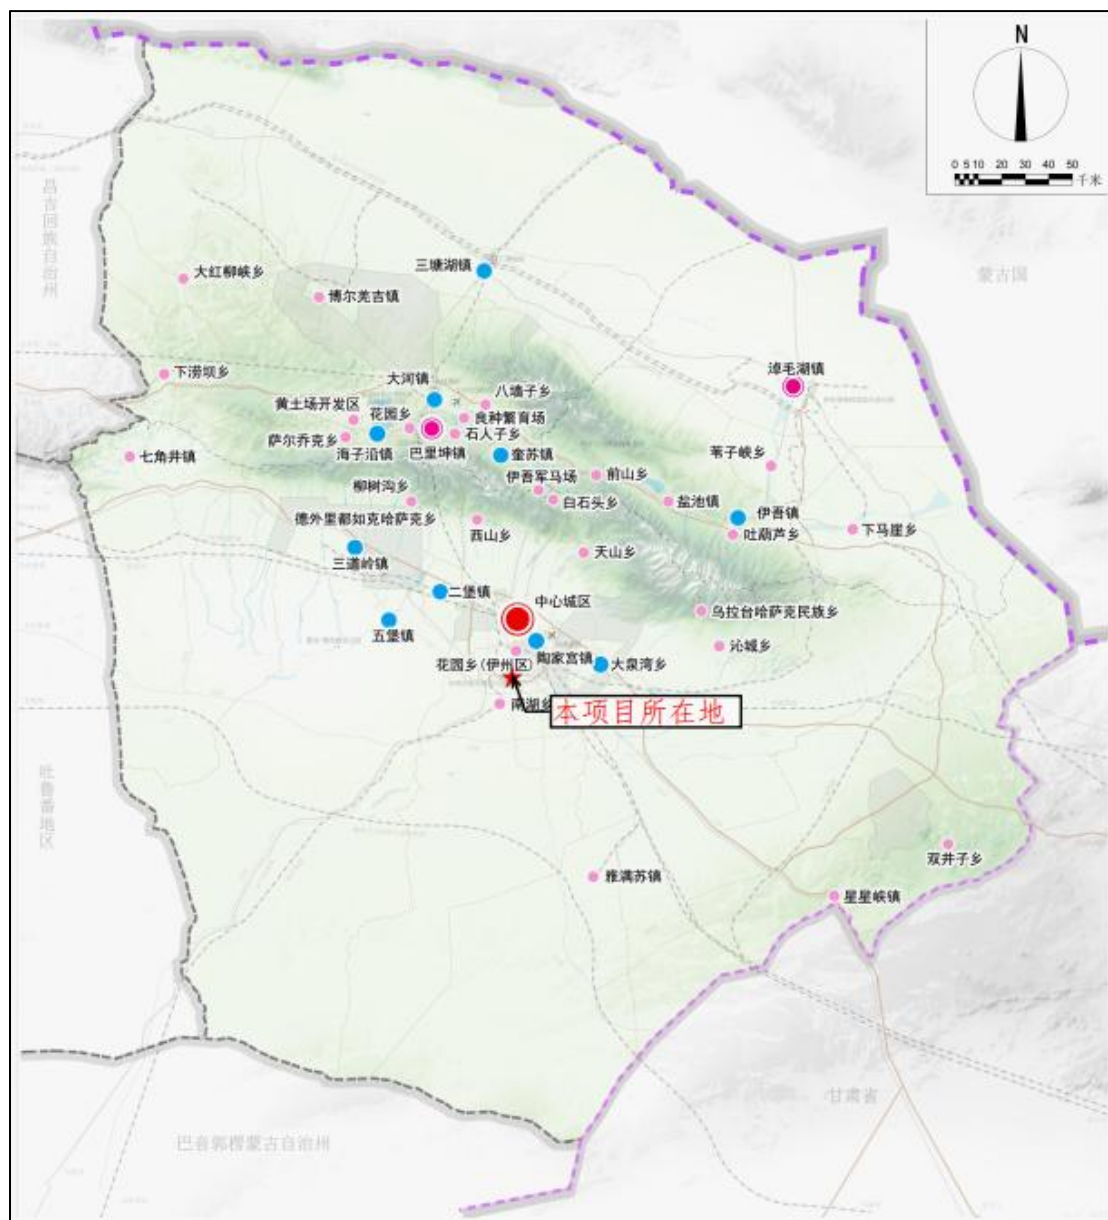 N
0 5 10 20 30 40 50
千米
昌吉回族自治州
蒙古国
三塘湖镇
大红柳峡乡
博尔羌吉镇
下涝坝乡
淖毛湖镇
大河镇
八墙子乡
黄土场开发区
花园乡
良种繁育场
萨尔乔克乡
石人子乡
海子沿镇
巴里坤镇
七角井镇
奎苏镇
苇子峡乡
伊吾军马场
前山乡
柳树沟乡
白石头乡
盐池镇
伊吾镇
德外里都如克哈萨克乡
西山乡
吐葫芦乡
下马崖乡
三道岭镇
天山乡
二堡镇
中心城区
乌拉台哈萨克民族乡
五堡镇
沁城乡
花园乡(伊州区)
陶家宫镇
大泉湾乡
南湖乡
本项目所在地
吐鲁番地区
双井子乡
雅满苏镇
星星峡镇
甘肃省
巴音郭楞蒙古自治州